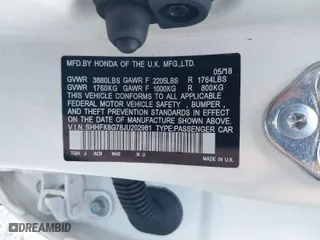 MFD. BY HONDA OF THE U.K. MFG.,LTD.
05/18
GVWR 3880LBS GAWR F 2205LBS R 1764LBS
GVWR 1760KG GAWR F 1000KG R 800KG
THIS VEHICLE CONFORMS TO ALL APPLICABLE
FEDERAL MOTOR VEHICLE SAFETY, BUMPER,
AND THEFT PREVENTION STANDARDS IN EFFECT
ON THE DATE OF MANUFACTURE SHOWN ABOVE.
V.I.N.:SHHFK8G78JU202981 TYPE:PASSENGER CAR
MADE IN U.K.